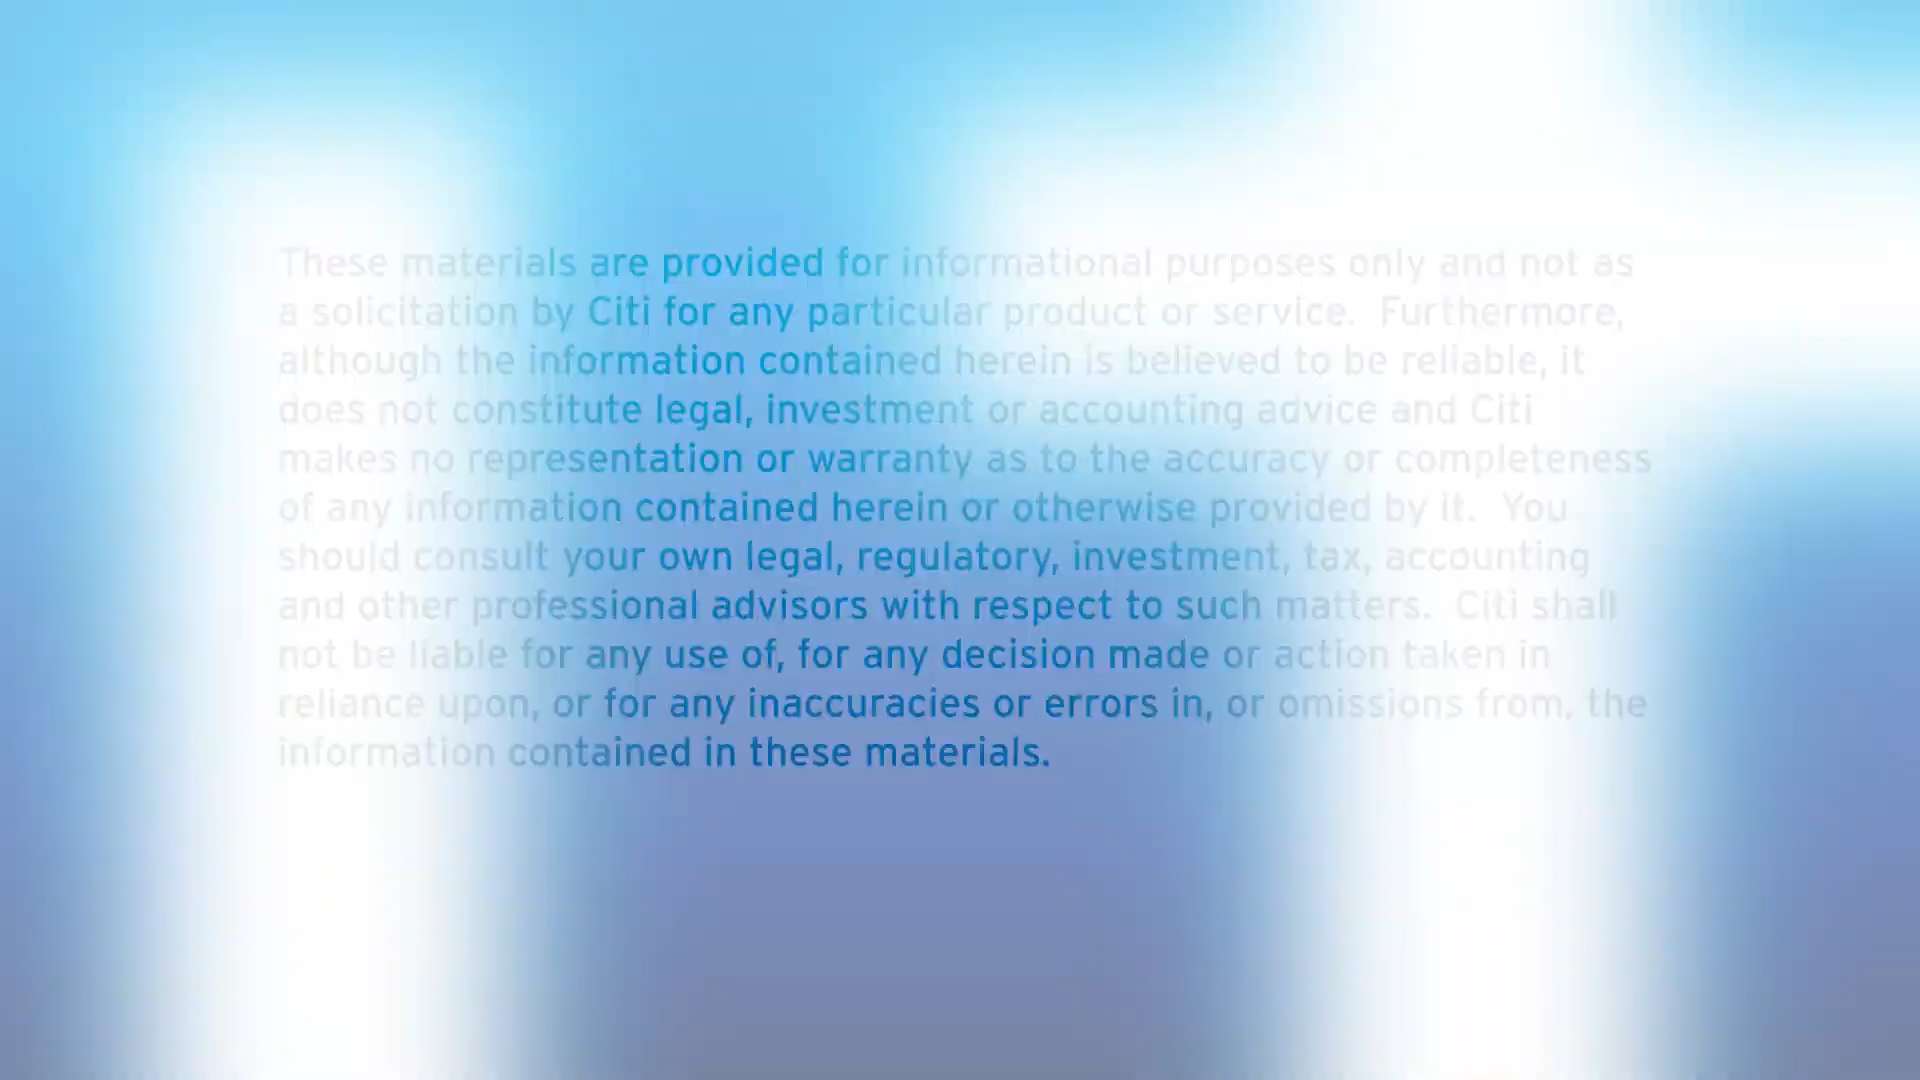 These materials are provided for informational purposes only and not as
a solicitation by Citi for any particular product or service.  Furthermore,
although the information contained herein is believed to be reliable, it
does not constitute legal, investment or accounting advice and Citi
makes no representation or warranty as to the accuracy or completeness
of any information contained herein or otherwise provided by it.  You
should consult your own legal, regulatory, investment, tax, accounting
and other professional advisors with respect to such matters.  Citi shall
not be liable for any use of, for any decision made or action taken in
reliance upon, or for any inaccuracies or errors in, or omissions from, the
information contained in these materials.